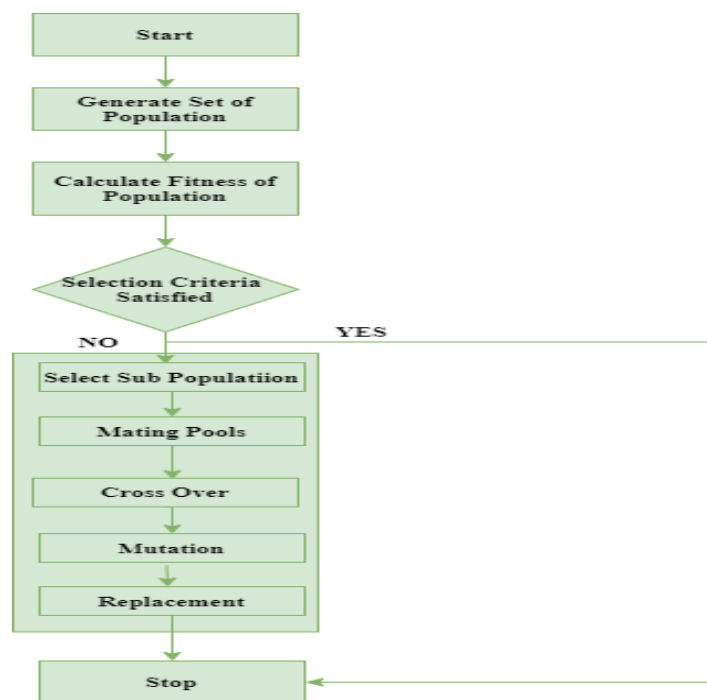 Start
Generate Set of
Population
Calculate Fitness of
Population
Selection Criteria
Satisfied
NO
YES
Select Sub Populatiion
Mating Pools
Cross Over
Mutation
Replacement
Stop